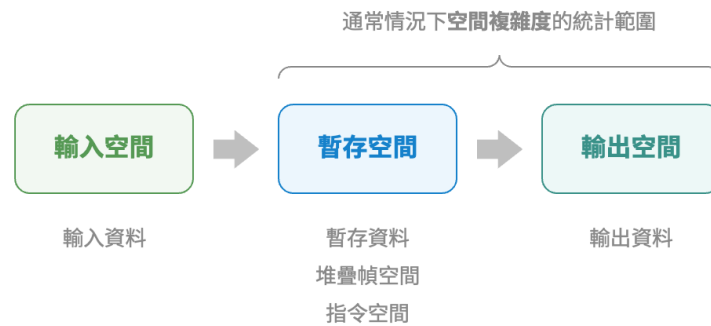 通常情況下空間複雜度的統計範圍
輸入空間
暫存空間
輸出空間
輸入資料
暫存資料
輸出資料
堆疊幀空間
指令空間